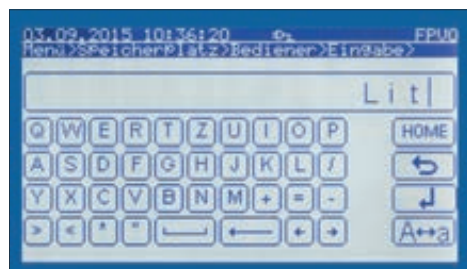 03.09.2015 10:36:20 FPU0
Menü>Speicherplatz>Bediener>Eingabe>
Lit
Q W E R T Z U I O P HOME
A S D F G H J K L /
Y X C V B N M + = -
> < * "
A↔a